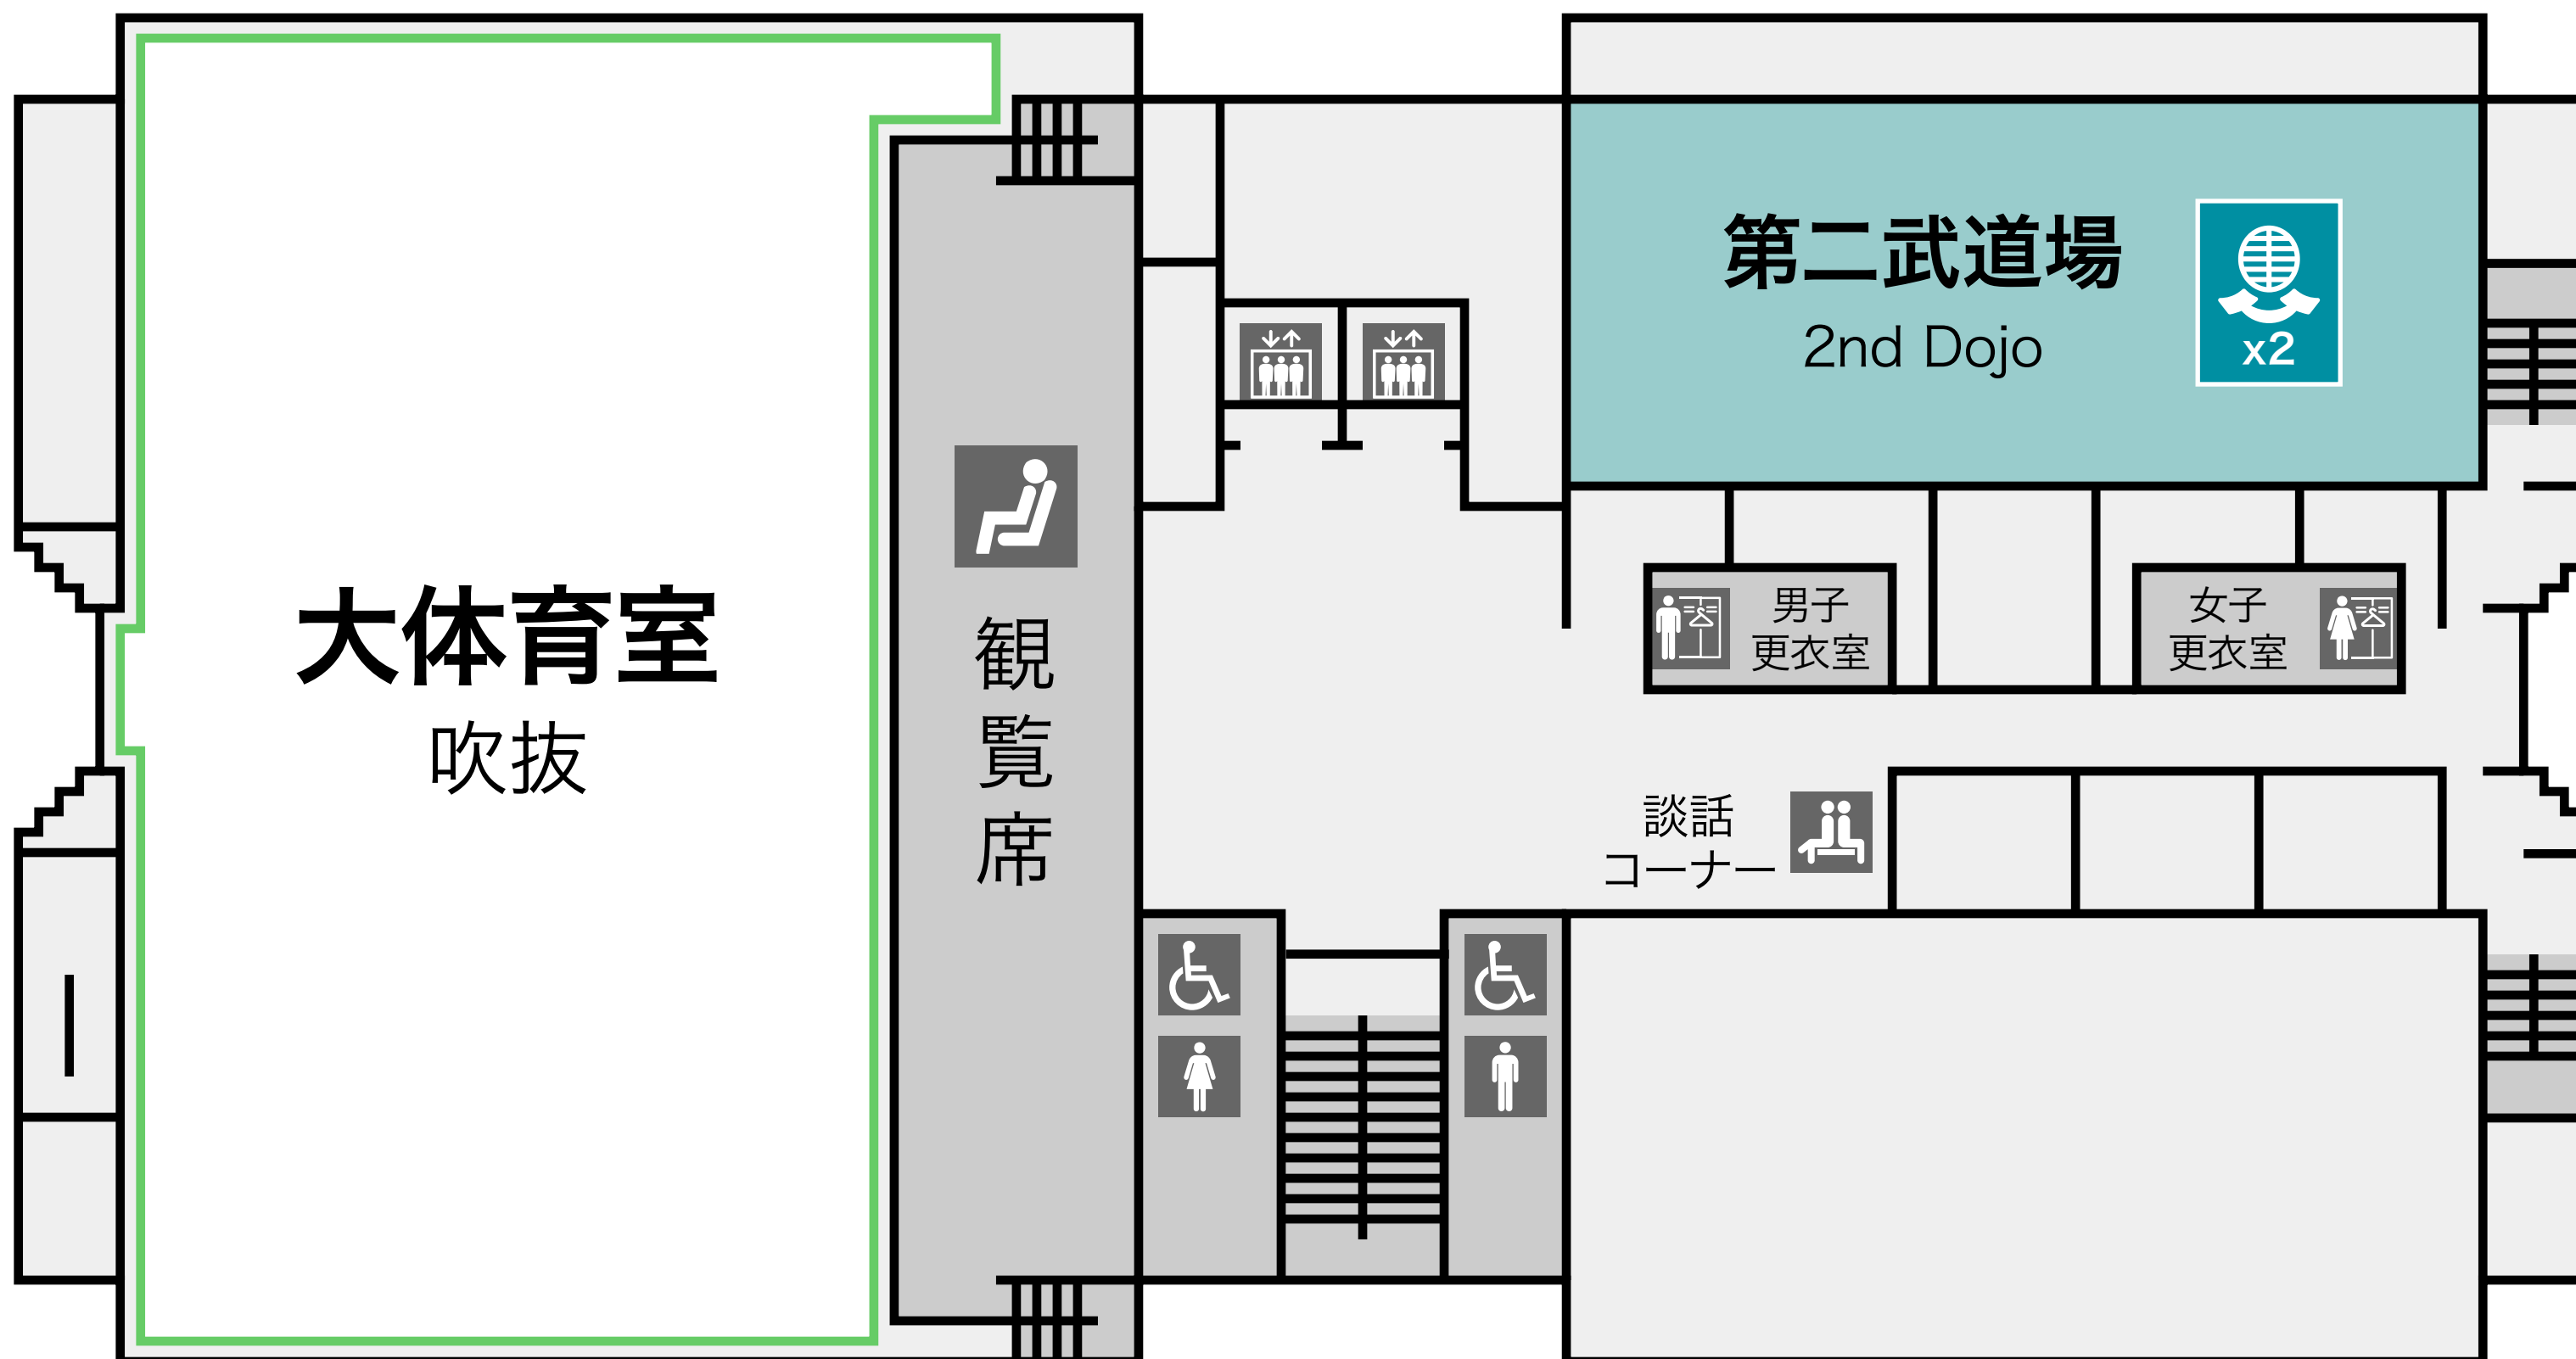 大体育室
吹抜
観覧席
第二武道場
2nd Dojo
x2
男子
更衣室
女子
更衣室
談話
コーナー